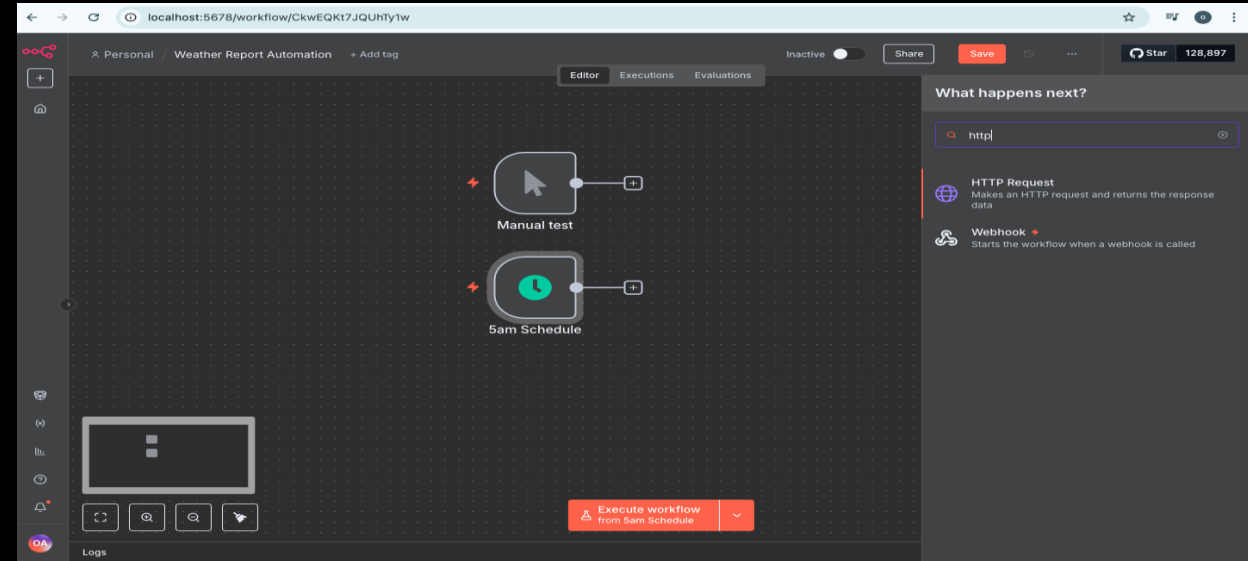 localhost:5678/workflow/CkwEQKt7JQUhTy1w
Personal / Weather Report Automation + Add tag
Inactive
Share
Save
...
Star 128,897
Editor Executions Evaluations
What happens next?
http
HTTP Request
Makes an HTTP request and returns the response
data
Webhook
Starts the workflow when a webhook is called
Manual test
5am Schedule
Execute workflow
from 5am Schedule
OA
Logs